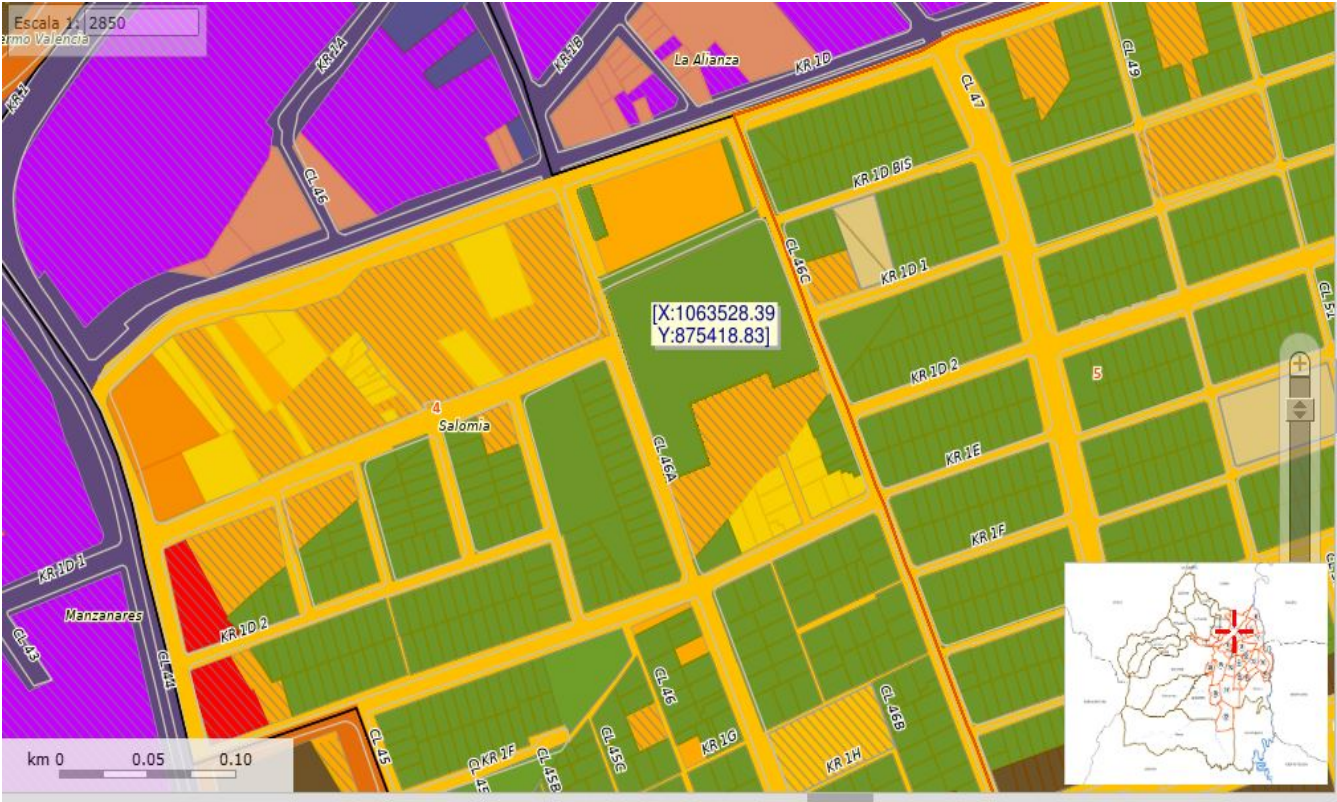 Escala 1: 2850
ermo Valencia
KR 1A
KR 1B
La Alianza
KR 1D
CL 49
KR 1
CL 47
CL 46
KR 1D BIS
CL 46C
KR 1D 1
CL 51
[X:1063528.39
Y:875418.83]
KR 1D 2
5
4
Salomia
CL 46A
KR 1E
KR 1F
KR 1D 1
Manzanares
CL 43
KR 1D 2
CL 44
CL 46
CL 46B
CL 45
KR 1F
CL 45C
KR 1G
CL 45B
KR 1H
km 0 0.05 0.10